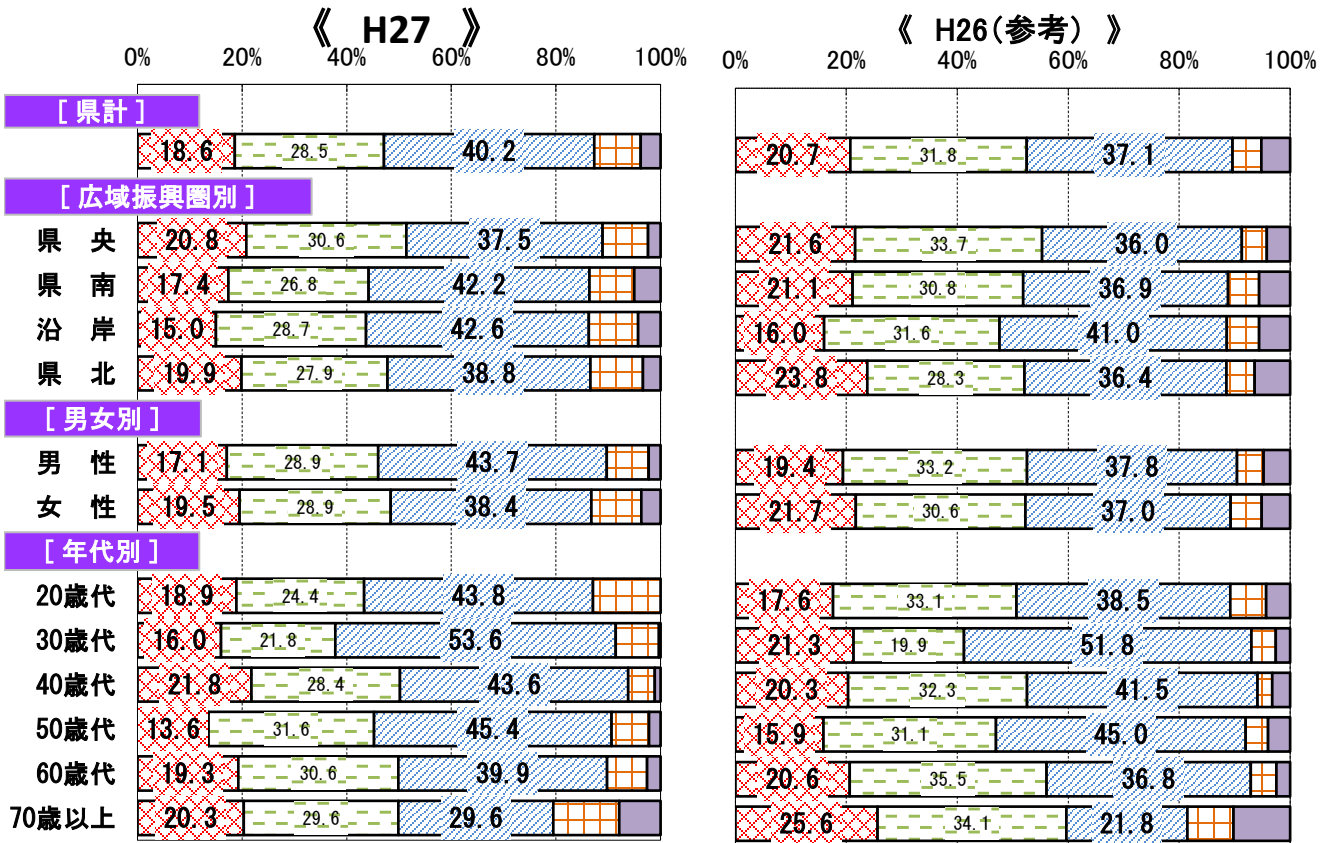 《 H27 》
《 H26(参考) 》
0% 20% 40% 60% 80% 100%
0% 20% 40% 60% 80% 100%
[ 県計 ]
18.6 28.5 40.2 20.7 31.8 37.1
[ 広域振興圏別 ]
県 央 20.8 30.6 37.5 21.6 33.7 36.0
県 南 17.4 26.8 42.2 21.1 30.8 36.9
沿 岸 15.0 28.7 42.6 16.0 31.6 41.0
県 北 19.9 27.9 38.8 23.8 28.3 36.4
[ 男女別 ]
男 性 17.1 28.9 43.7 19.4 33.2 37.8
女 性 19.5 28.9 38.4 21.7 30.6 37.0
[ 年代別 ]
20歳代 18.9 24.4 43.8 17.6 33.1 38.5
30歳代 16.0 21.8 53.6 21.3 19.9 51.8
40歳代 21.8 28.4 43.6 20.3 32.3 41.5
50歳代 13.6 31.6 45.4 15.9 31.1 45.0
60歳代 19.3 30.6 39.9 20.6 35.5 36.8
70歳以上 20.3 29.6 29.6 25.6 34.1 21.8